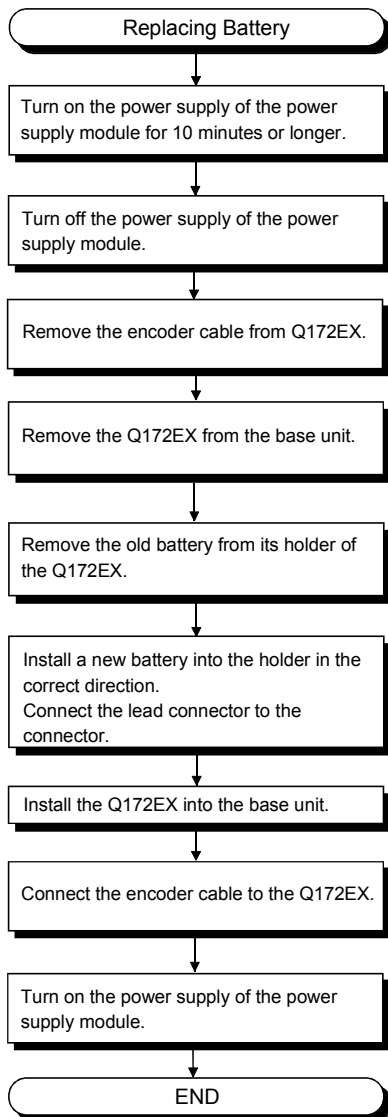 Replacing Battery
Turn on the power supply of the power
supply module for 10 minutes or longer.
Turn off the power supply of the power
supply module.
Remove the encoder cable from Q172EX.
Remove the Q172EX from the base unit.
Remove the old battery from its holder of
the Q172EX.
Install a new battery into the holder in the
correct direction.
Connect the lead connector to the
connector.
Install the Q172EX into the base unit.
Connect the encoder cable to the Q172EX.
Turn on the power supply of the power
supply module.
END